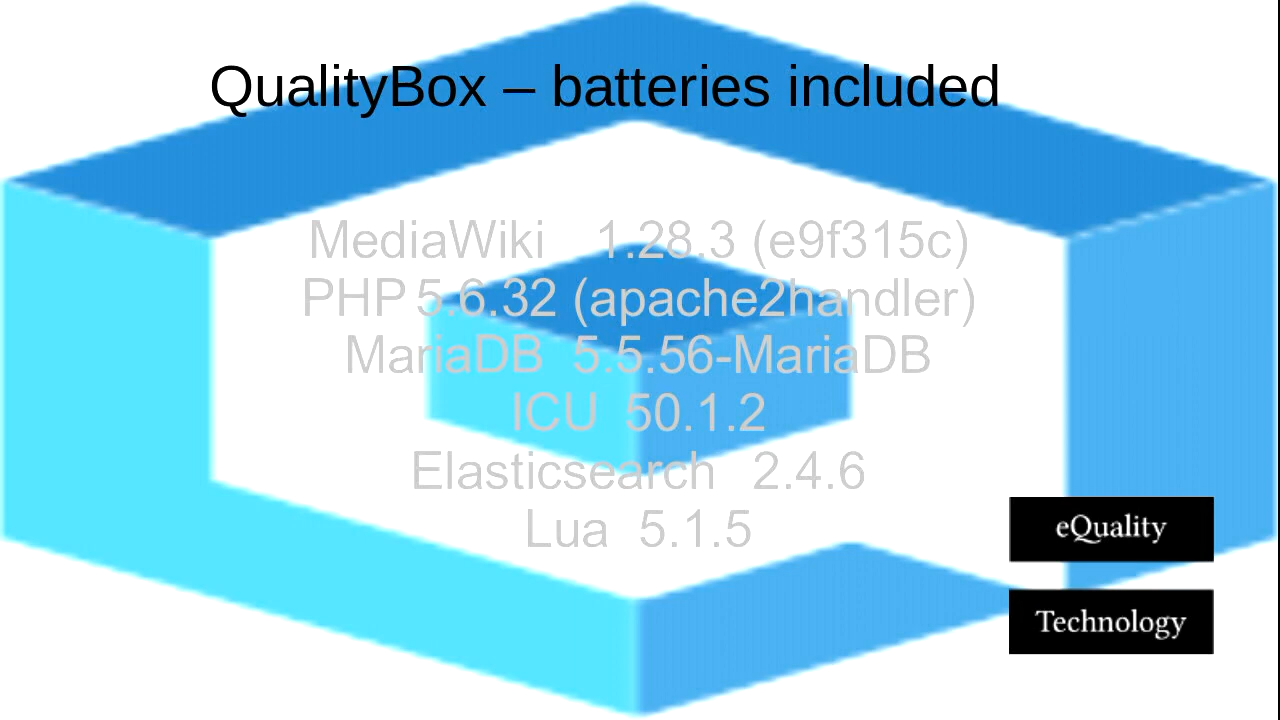 QualityBox – batteries included
MediaWiki 1.28.3 (e9f315c)
PHP 5.6.32 (apache2handler)
MariaDB 5.5.56-MariaDB
ICU 50.1.2
Elasticsearch 2.4.6
Lua 5.1.5
eQuality
Technology